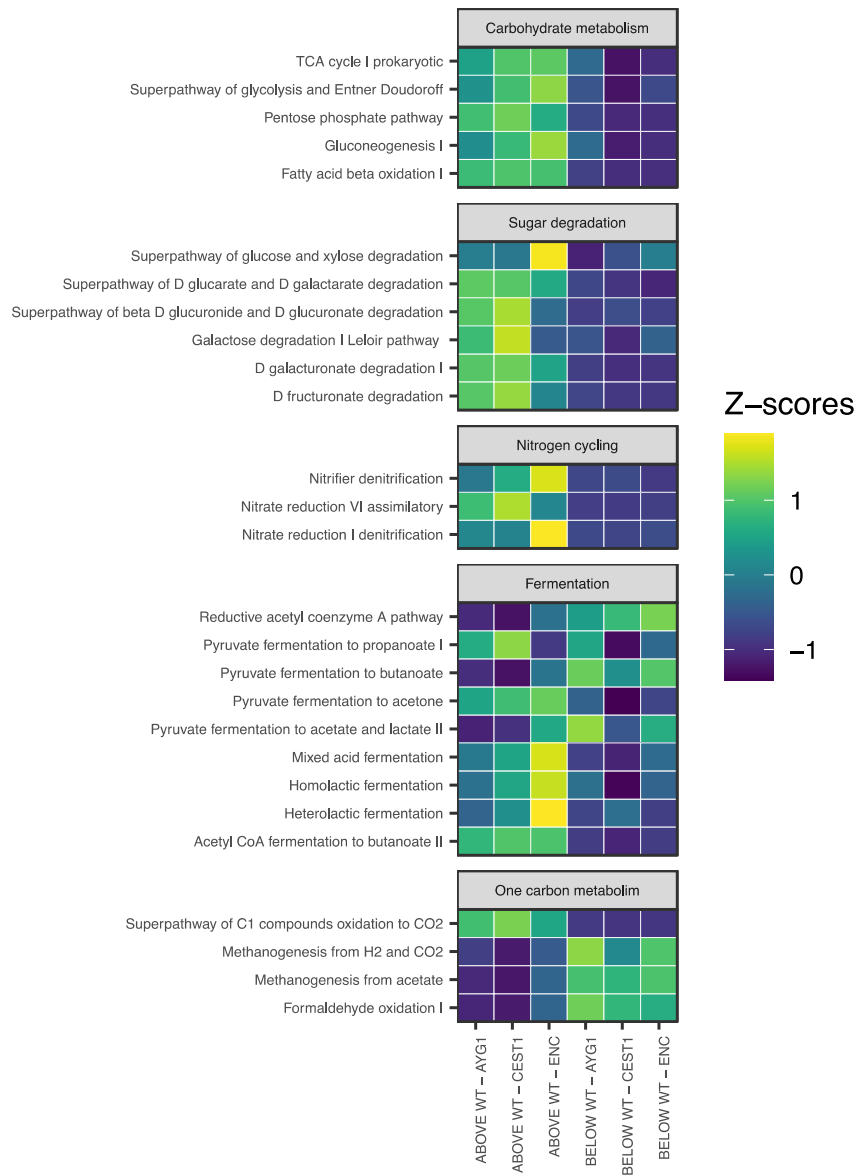 Carbohydrate metabolism
TCA cycle I prokaryotic
Superpathway of glycolysis and Entner Doudoroff
Pentose phosphate pathway
Gluconeogenesis I
Fatty acid beta oxidation I
Sugar degradation
Superpathway of glucose and xylose degradation
Superpathway of D glucarate and D galactarate degradation
Superpathway of beta D glucuronide and D glucuronate degradation
Galactose degradation I Leloir pathway
D galacturonate degradation I
D fructuronate degradation
Z−scores
1
0
−1
Nitrogen cycling
Nitrifier denitrification
Nitrate reduction VI assimilatory
Nitrate reduction I denitrification
Fermentation
Reductive acetyl coenzyme A pathway
Pyruvate fermentation to propanoate I
Pyruvate fermentation to butanoate
Pyruvate fermentation to acetone
Pyruvate fermentation to acetate and lactate II
Mixed acid fermentation
Homolactic fermentation
Heterolactic fermentation
Acetyl CoA fermentation to butanoate II
One carbon metabolim
Superpathway of C1 compounds oxidation to CO2
Methanogenesis from H2 and CO2
Methanogenesis from acetate
Formaldehyde oxidation I
ABOVE WT − AYG1
ABOVE WT − CEST1
ABOVE WT − ENC
BELOW WT − AYG1
BELOW WT − CEST1
BELOW WT − ENC